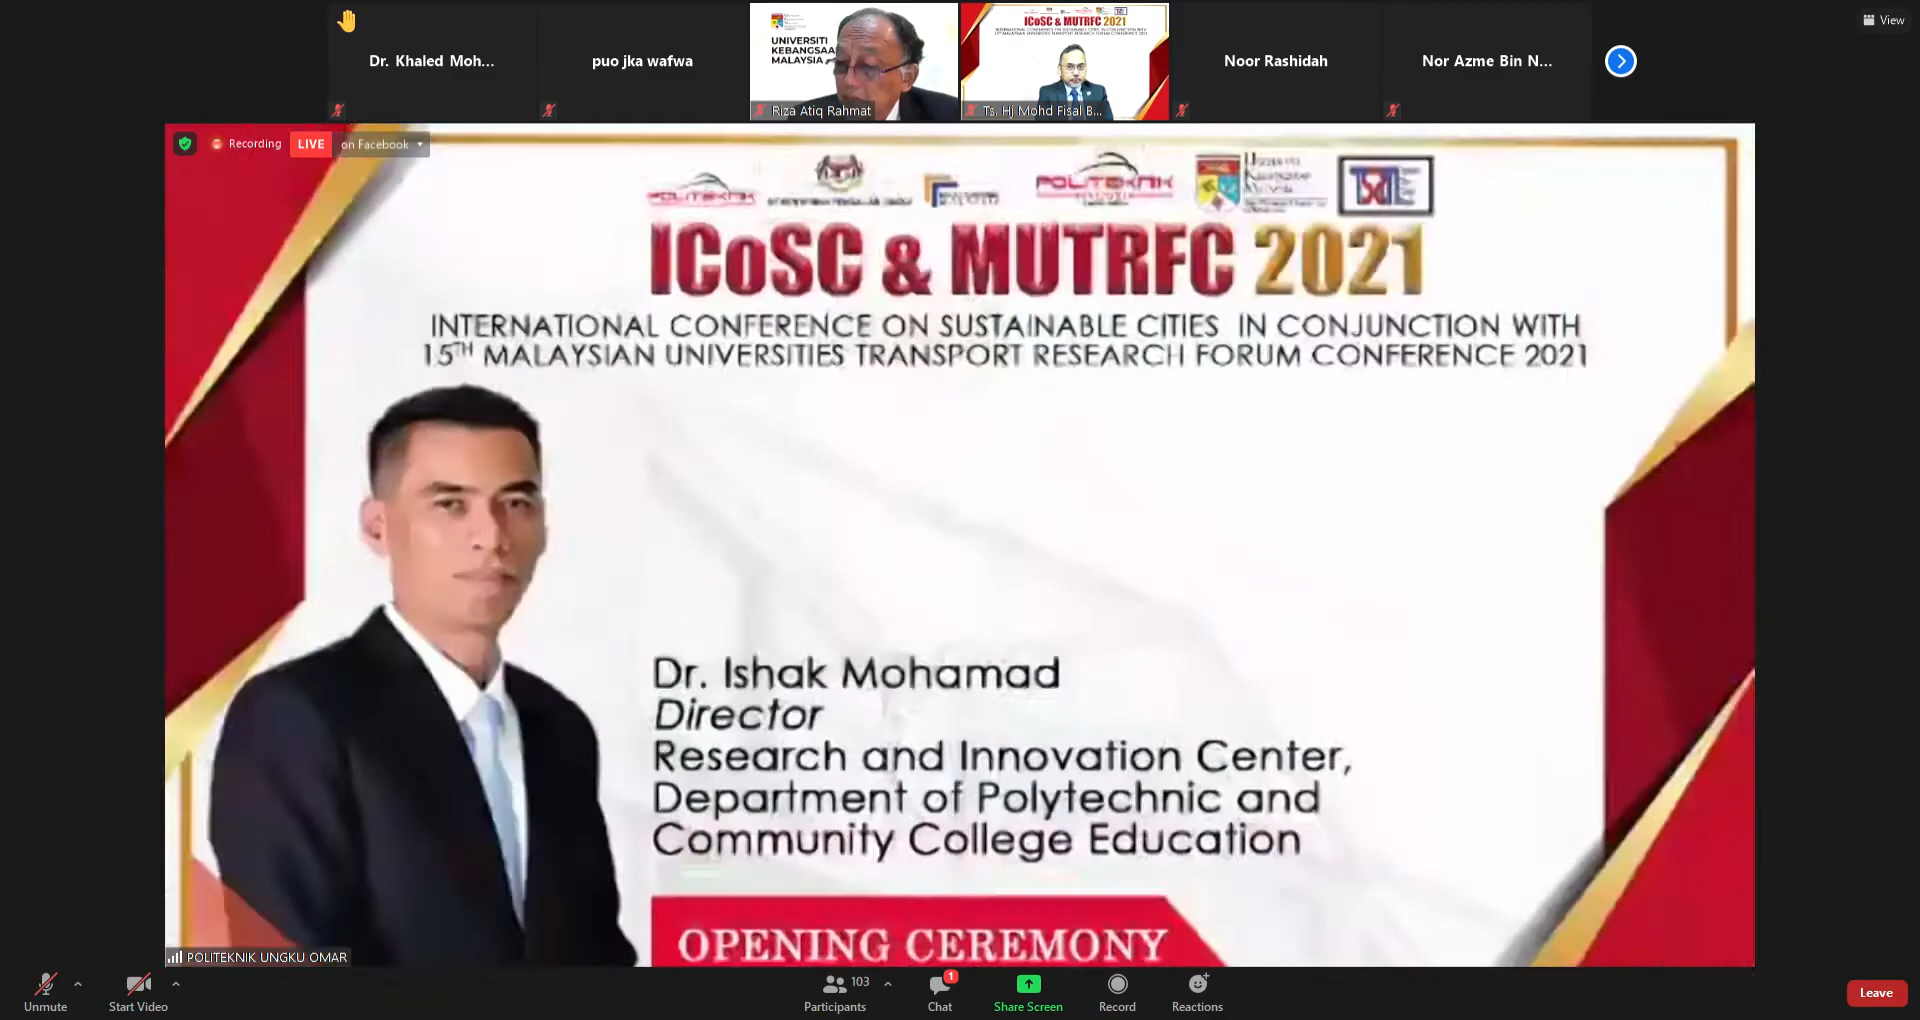 View
Dr. Khaled Moh...
puo jka wafwa
UNIVERSITI
KEBANGSAA
MALAYSIA
Riza Atiq Rahmat
ICoSC & MUTRFC 2021
Ts. Hj Mohd Fisal B...
Noor Rashidah
Nor Azme Bin N...
Recording
LIVE
on Facebook
POLITEKNIK
POLITEKNIK
ICoSC & MUTRFC 2021
INTERNATIONAL CONFERENCE ON SUSTAINABLE CITIES IN CONJUNCTION WITH
15TH MALAYSIAN UNIVERSITIES TRANSPORT RESEARCH FORUM CONFERENCE 2021
Dr. Ishak Mohamad
Director
Research and Innovation Center,
Department of Polytechnic and
Community College Education
OPENING CEREMONY
POLITEKNIK UNGKU OMAR
Unmute
Start Video
103
Participants
1
Chat
Share Screen
Record
Reactions
Leave